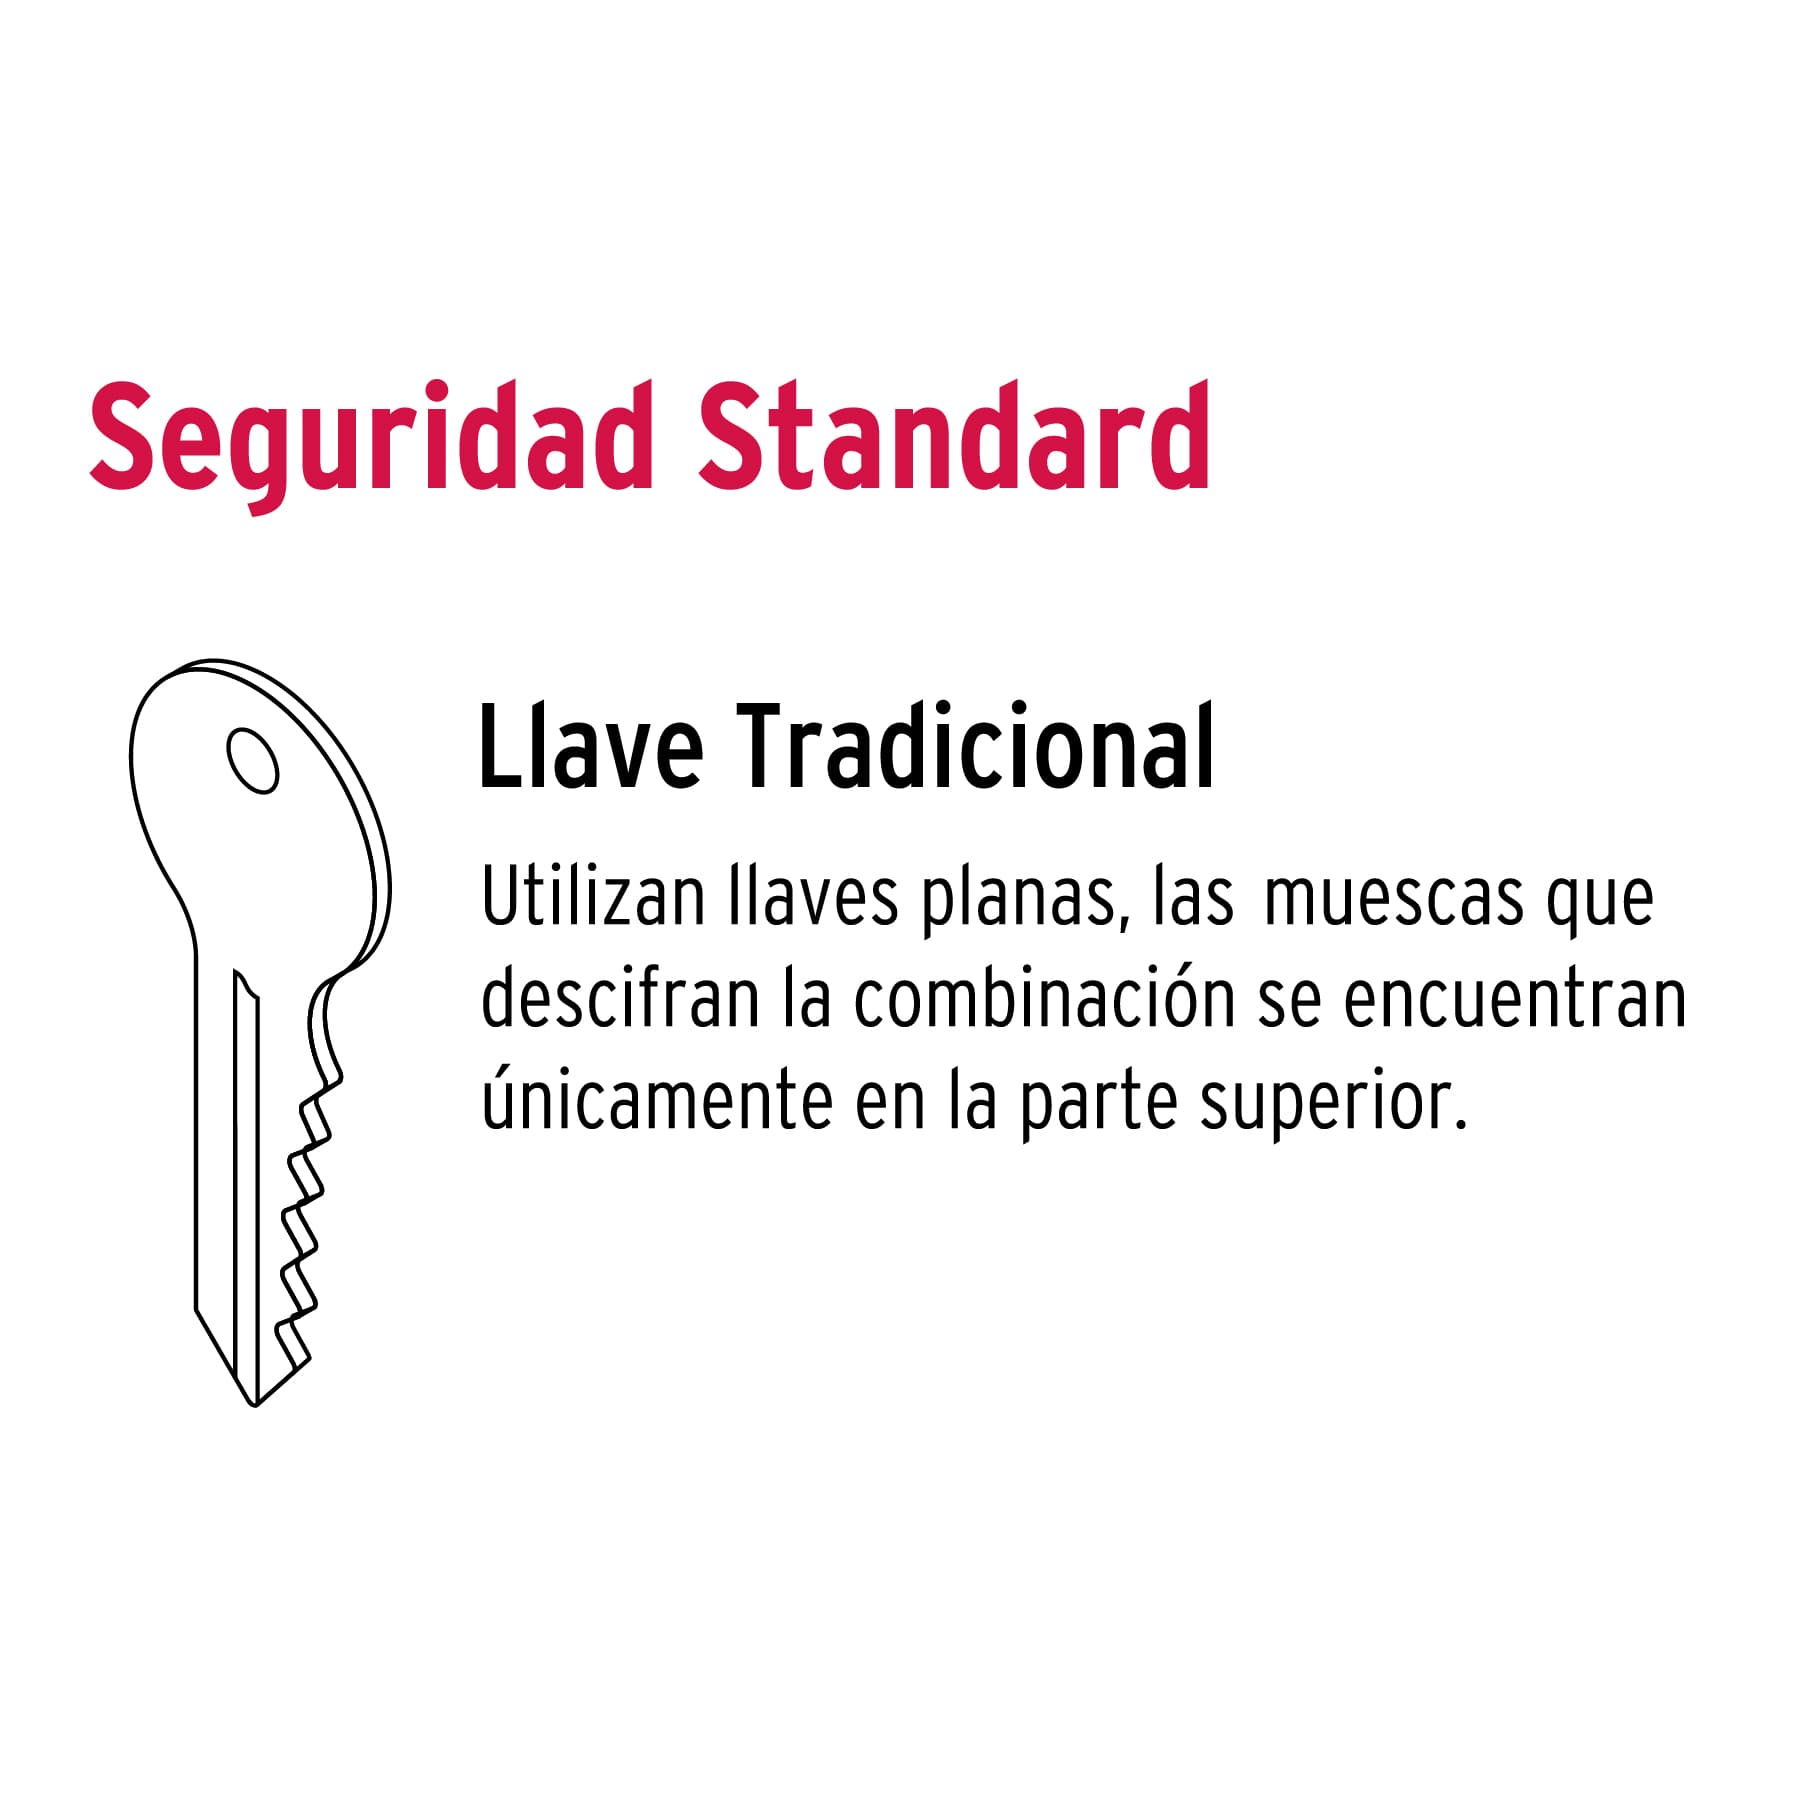 Seguridad Standard
Llave Tradicional
Utilizan llaves planas, las muescas que
descifran la combinación se encuentran
únicamente en la parte superior.